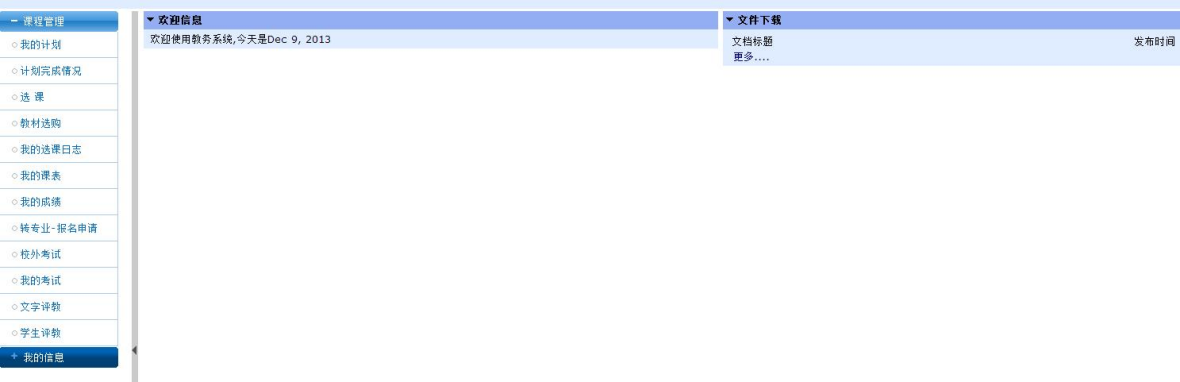 课程管理
我的计划
计划完成情况
选 课
教材选购
我的选课日志
我的课表
我的成绩
转专业-报名申请
校外考试
我的考试
文字评教
学生评教
我的信息
欢迎信息
欢迎使用教务系统,今天是Dec 9, 2013
文件下载
文档标题 发布时间
更多....